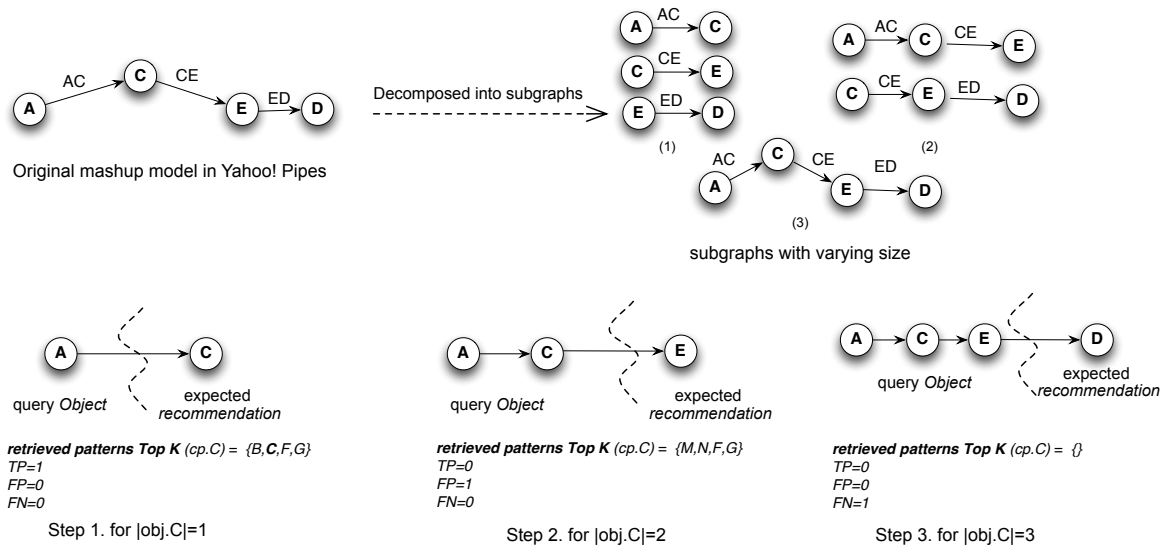 A
AC
C
CE
E
ED
D
Original mashup model in Yahoo! Pipes
Decomposed into subgraphs
A AC C
C CE E
E ED D
(1)
A AC C CE E
C CE E ED D
(2)
A AC C CE E ED D
(3)
subgraphs with varying size
A C
query Object
expected
recommendation
retrieved patterns Top K (cp.C) = {B,C,F,G}
TP=1
FP=0
FN=0
Step 1. for |obj.C|=1
A C E
query Object
expected
recommendation
retrieved patterns Top K (cp.C) = {M,N,F,G}
TP=0
FP=1
FN=0
Step 2. for |obj.C|=2
A C E D
query Object
expected
recommendation
retrieved patterns Top K (cp.C) = {}
TP=0
FP=0
FN=1
Step 3. for |obj.C|=3